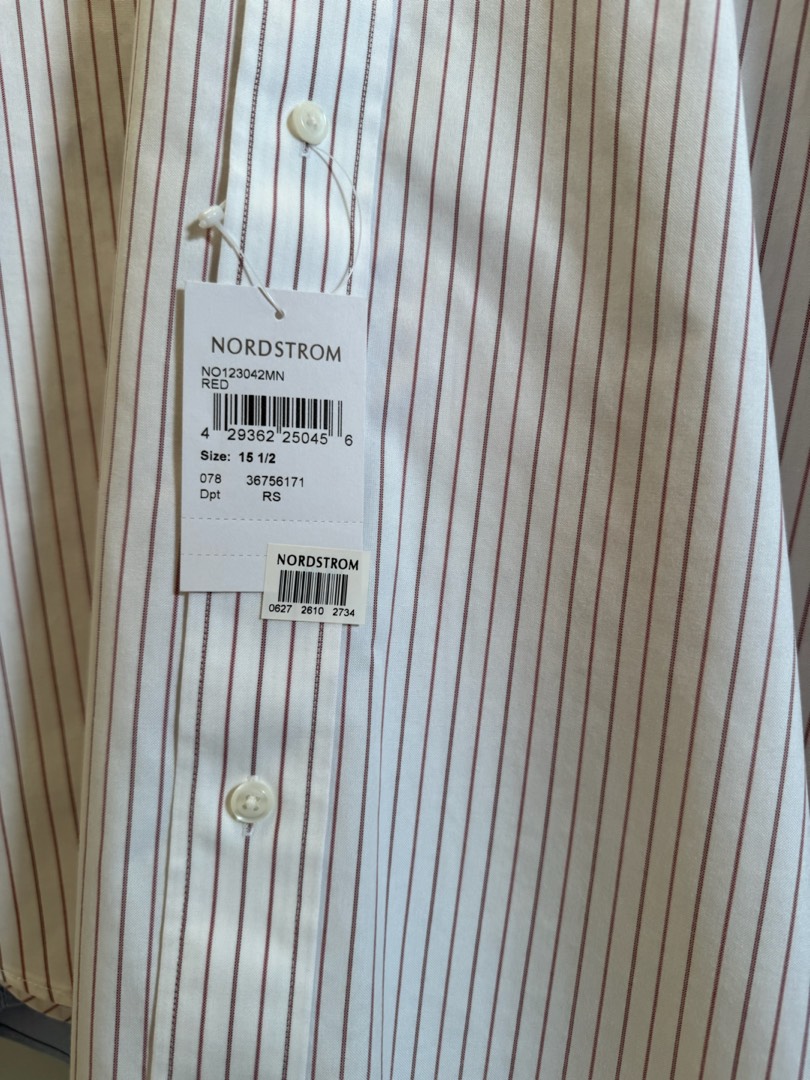 NORDSTROM
NO123042MN
RED
4 29362 25045 6
Size: 15 1/2
078 36756171
Dpt RS
NORDSTROM
0627 2610 2734